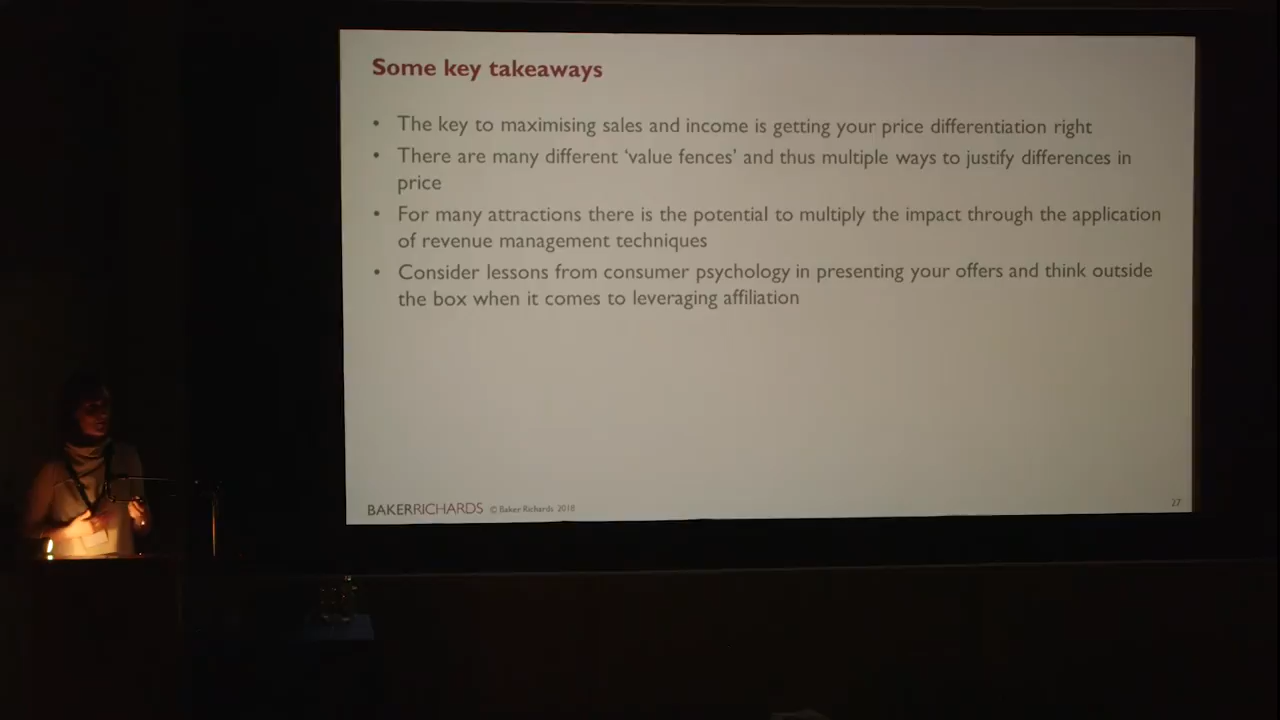 Some key takeaways
• The key to maximising sales and income is getting your price differentiation right
• There are many different ‘value fences’ and thus multiple ways to justify differences in
price
• For many attractions there is the potential to multiply the impact through the application
of revenue management techniques
• Consider lessons from consumer psychology in presenting your offers and think outside
the box when it comes to leveraging affiliation
BAKERRICHARDS © Baker Richards 2018
27